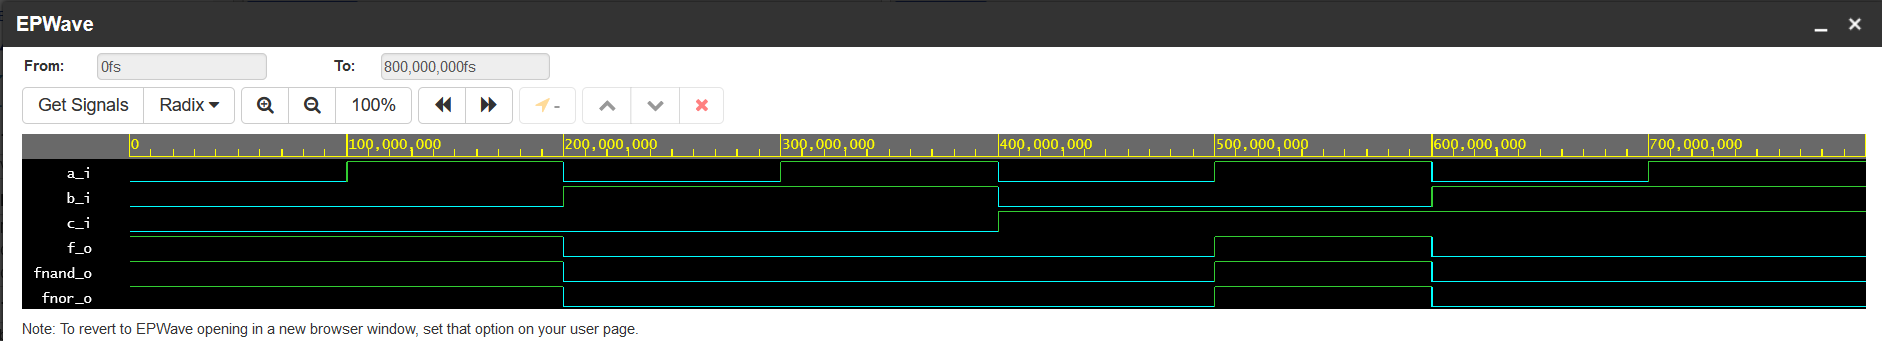 EPWave
From: 0fs To: 800,000,000fs
Get Signals Radix 100% -
0 100,000,000 200,000,000 300,000,000 400,000,000 500,000,000 600,000,000 700,000,000
a_i
b_i
c_i
f_o
fnand_o
fnor_o
Note: To revert to EPWave opening in a new browser window, set that option on your user page.